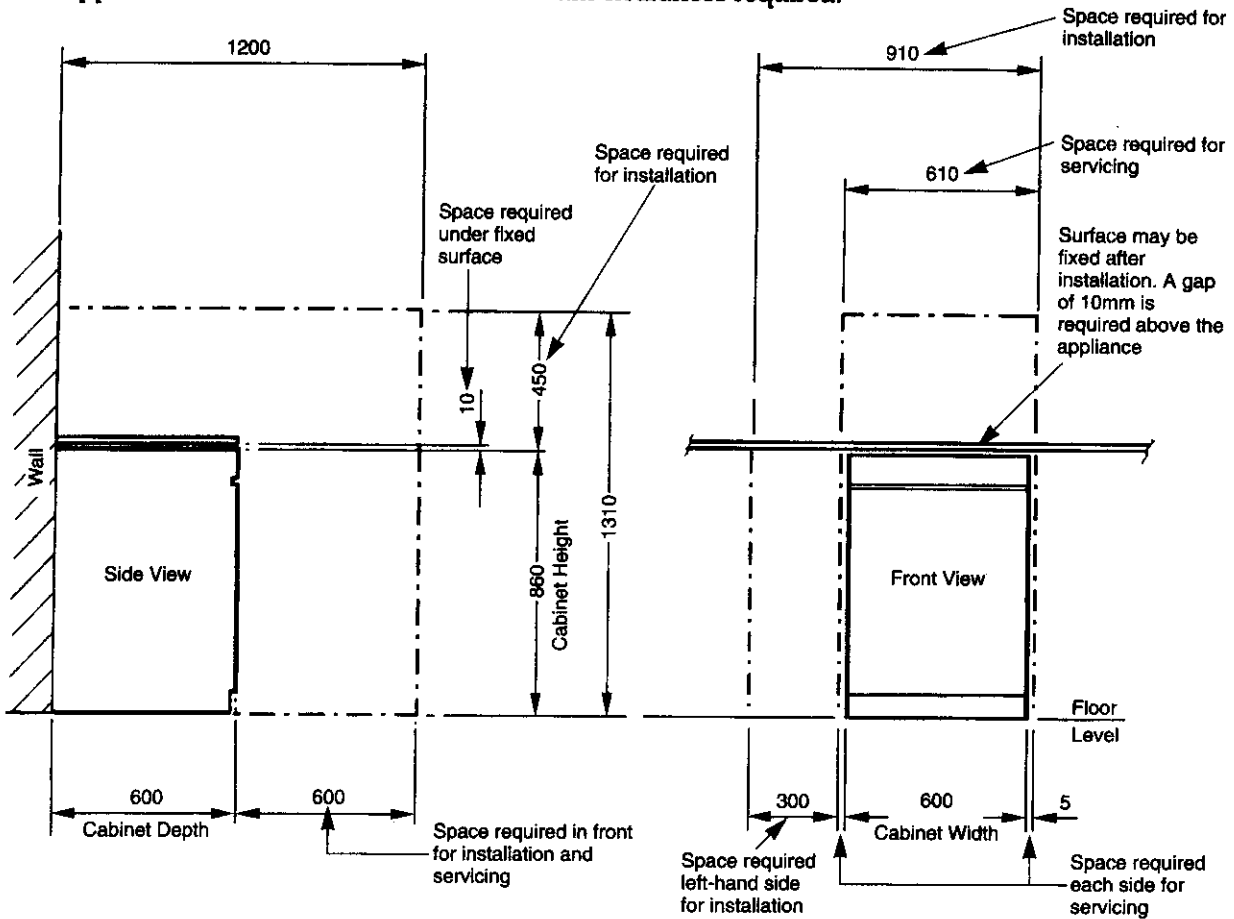 required.
Space required for
installation
1200
910
Space required for
servicing
610
Space required
for installation
Space required
under fixed
surface
Surface may be
fixed after
installation. A gap
of 10mm is
required above the
appliance
450
10
Wall
1310
860
Cabinet Height
Side View
Front View
Floor
Level
600
Cabinet Depth
600
Space required in front
for installation and
servicing
300
Space required
left-hand side
for installation
600
Cabinet Width
5
Space required
each side for
servicing